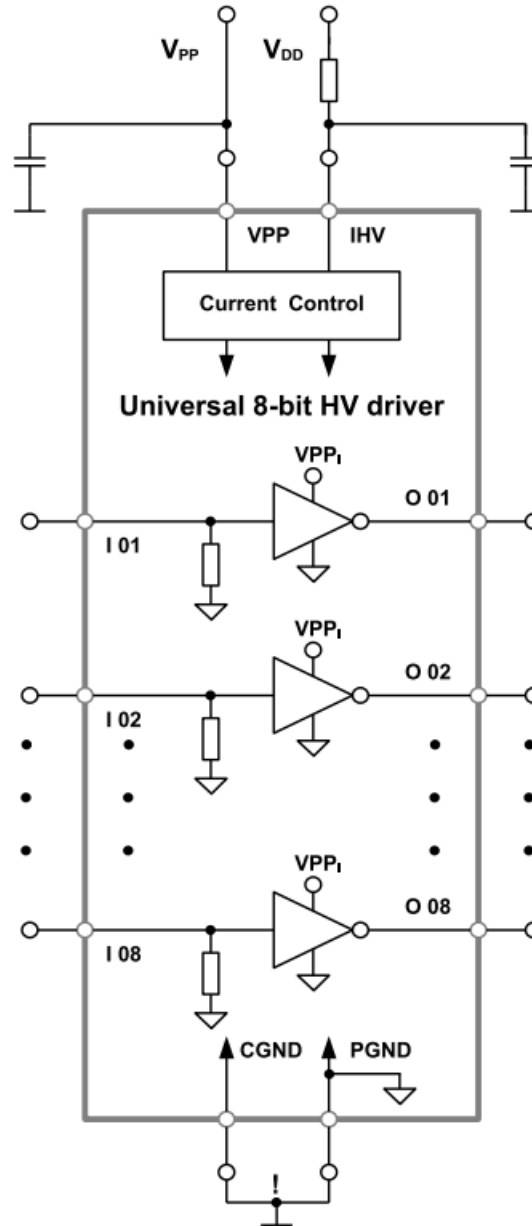 VPP VDD
VPP IHV
Current Control
Universal 8-bit HV driver
VPPI
O 01
I 01
VPPI
O 02
I 02
VPPI
O 08
I 08
CGND PGND
!